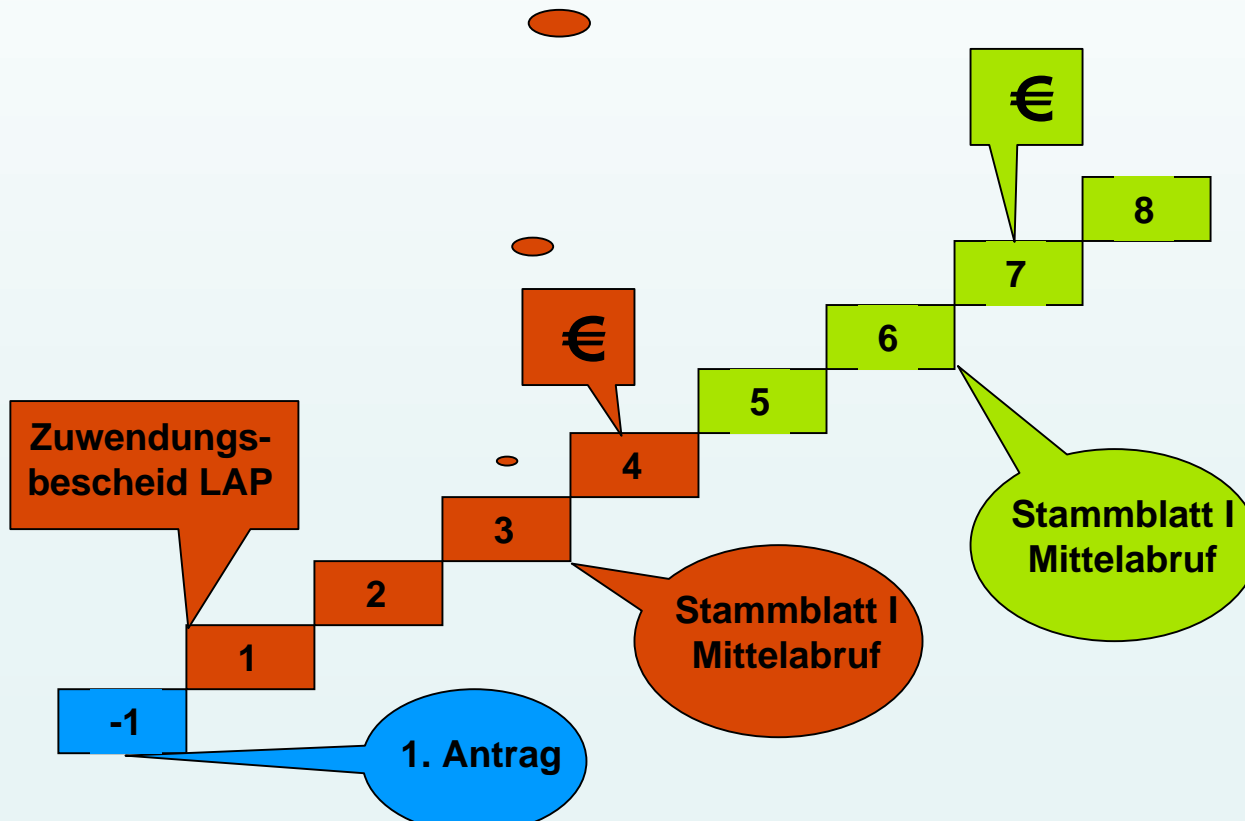 €
8
7
€
6
5
Zuwendungs-
bescheid LAP
4
Stammblatt I
Mittelabruf
3
2
Stammblatt I
Mittelabruf
1
-1
1. Antrag